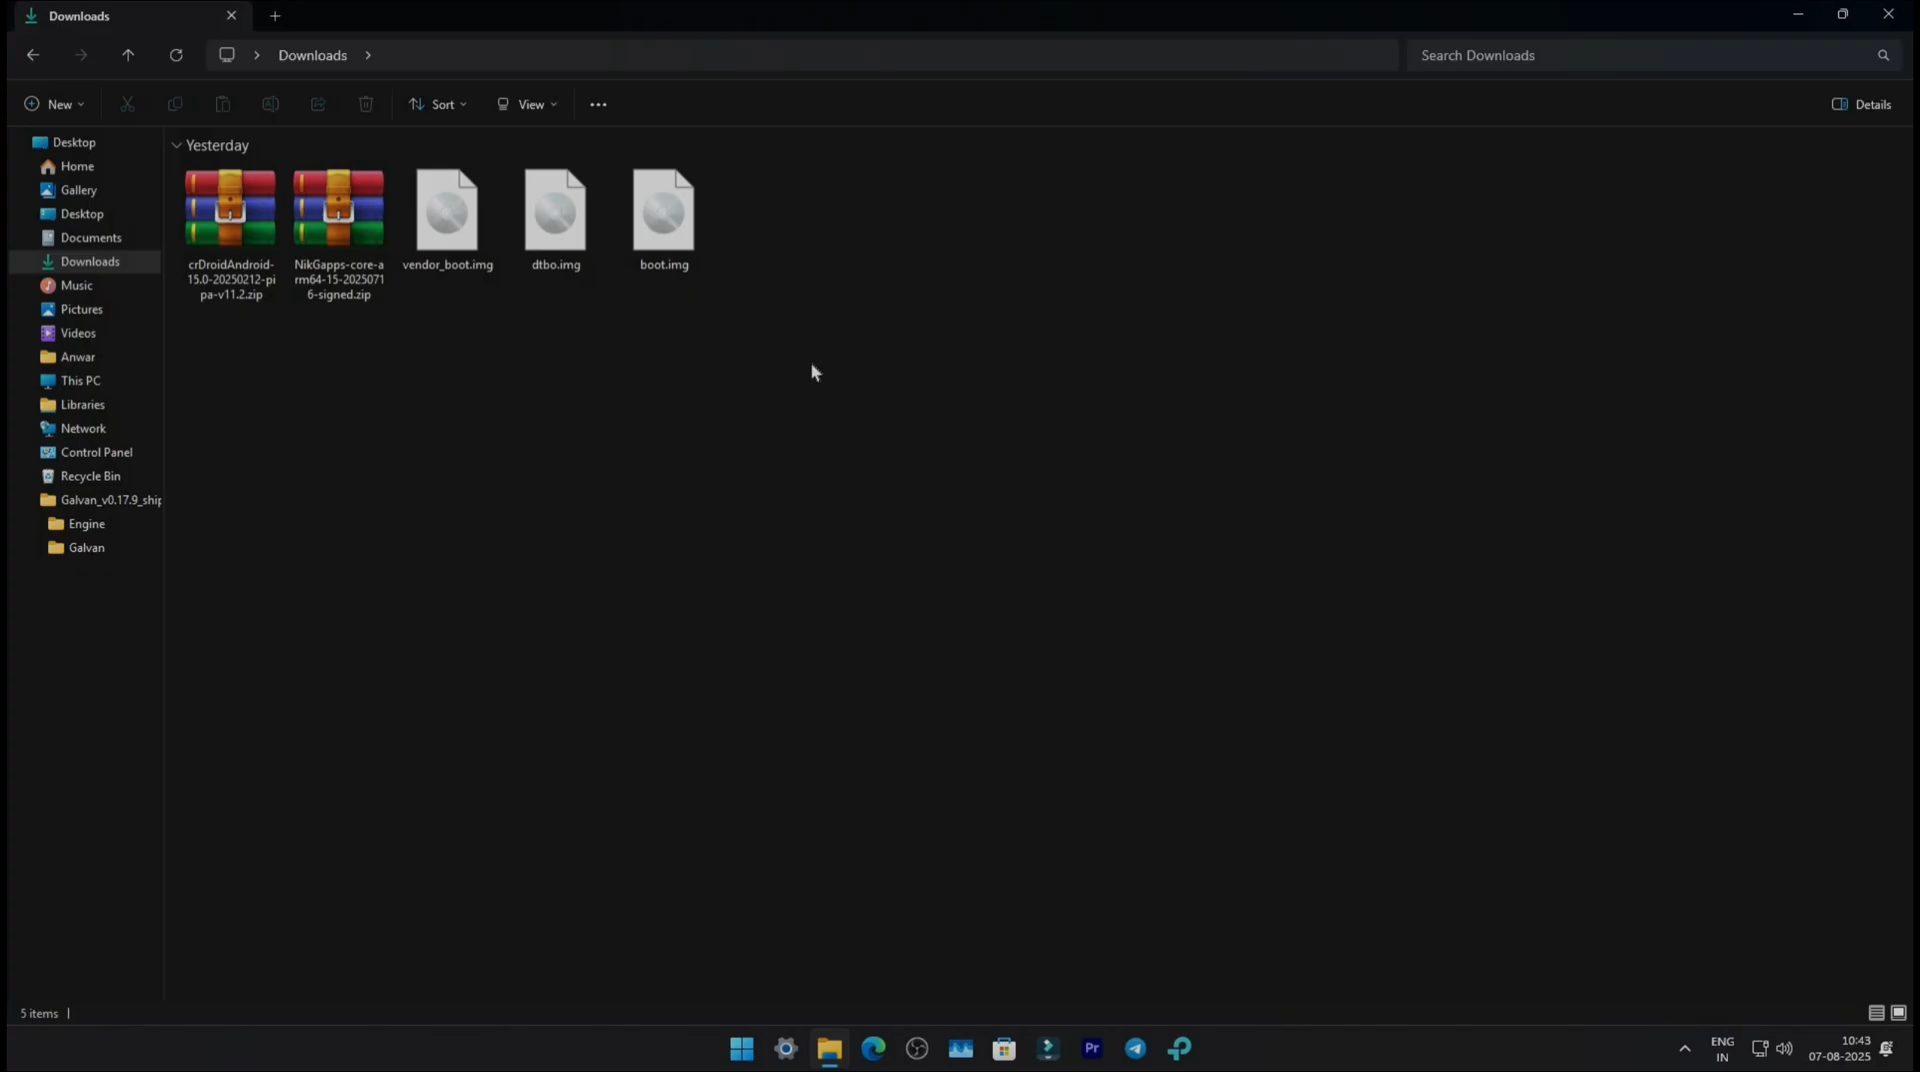 Downloads
Downloads
Search Downloads
New
Sort
View
Details
Desktop
Home
Gallery
Desktop
Documents
Downloads
Music
Pictures
Videos
Anwar
This PC
Libraries
Network
Control Panel
Recycle Bin
Galvan_v0.17.9_ship
Engine
Galvan
Yesterday
crDroidAndroid-
15.0-20250212-pi
pa-v11.2.zip
NikGapps-core-a
rm64-15-2025071
6-signed.zip
vendor_boot.img
dtbo.img
boot.img
5 items
Pr
ENG
IN
10:43
07-08-2025